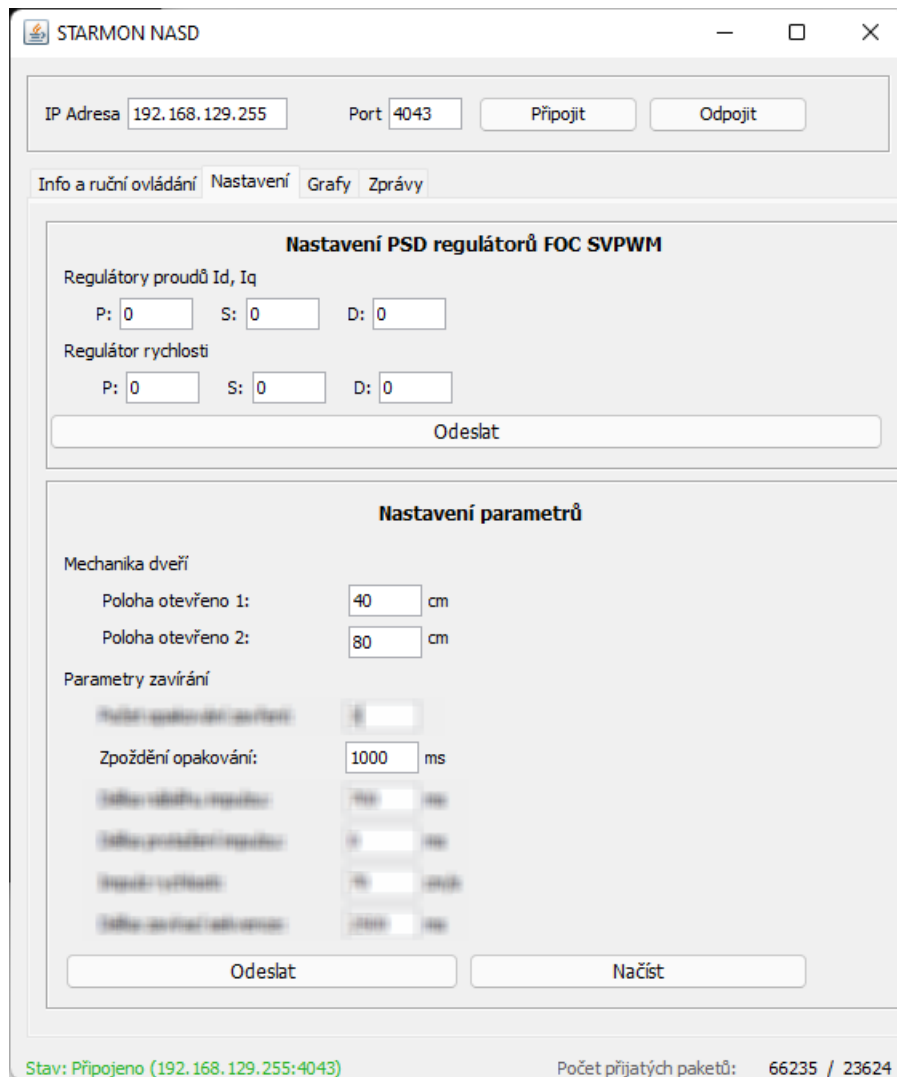 STARMON NASD
IP Adresa 192.168.129.255 Port 4043 Připojit Odpojit
Info a ruční ovládání Nastavení Grafy Zprávy
Nastavení PSD regulátorů FOC SVPWM
Regulátory proudů Id, Iq
P: 0 S: 0 D: 0
Regulátor rychlosti
P: 0 S: 0 D: 0
Odeslat
Nastavení parametrů
Mechanika dveří
Poloha otevřeno 1: 40 cm
Poloha otevřeno 2: 80 cm
Parametry zavírání
Zpoždění opakování: 1000 ms
Odeslat Načíst
Stav: Připojeno (192.168.129.255:4043) Počet přijatých paketů: 66235 / 23624